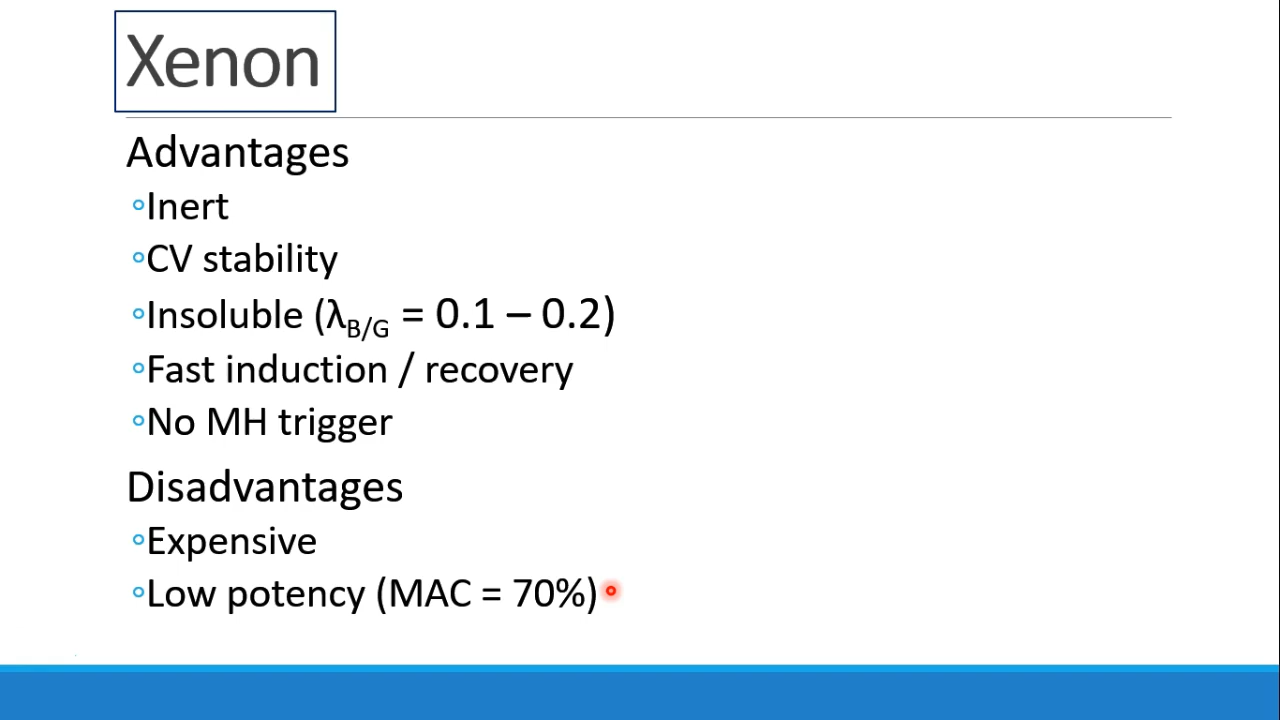 Xenon
Advantages
◦Inert
◦CV stability
◦Insoluble (λB/G = 0.1 – 0.2)
◦Fast induction / recovery
◦No MH trigger
Disadvantages
◦Expensive
◦Low potency (MAC = 70%)